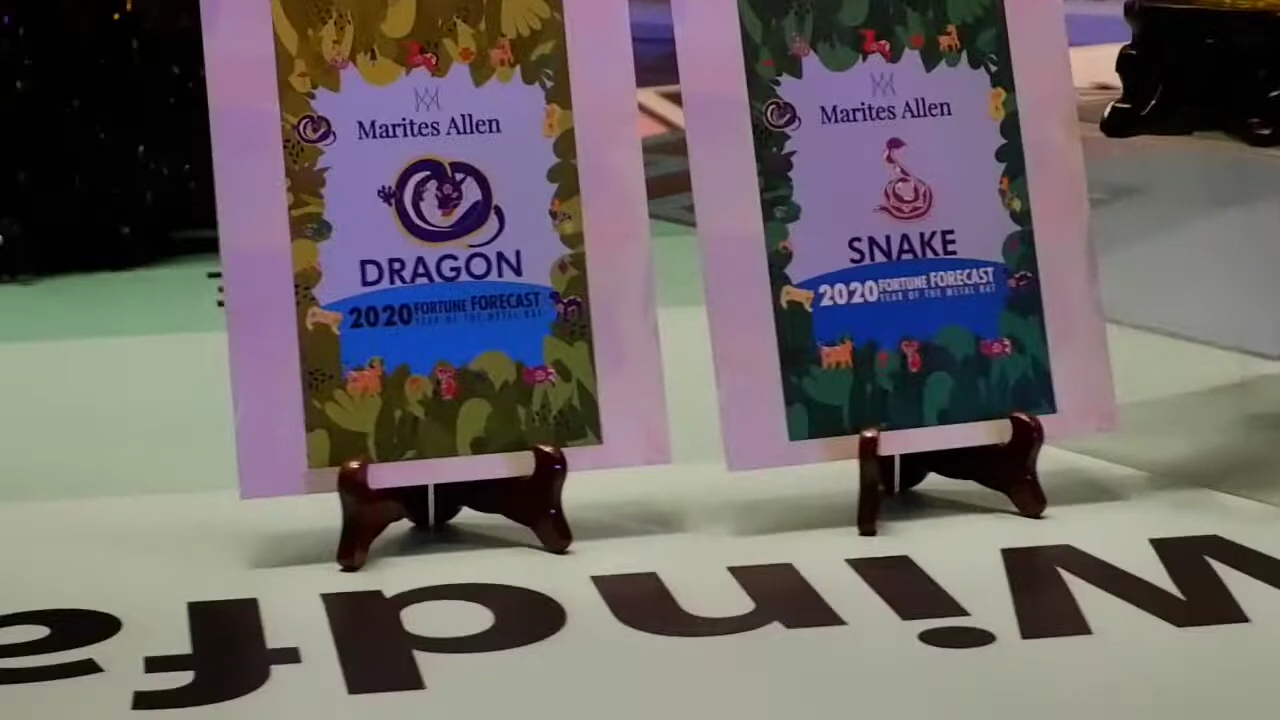 Marites Allen
DRAGON
2020 FORTUNE FORECAST
YEAR OF THE METAL RAT
Marites Allen
SNAKE
2020 FORTUNE FORECAST
YEAR OF THE METAL RAT